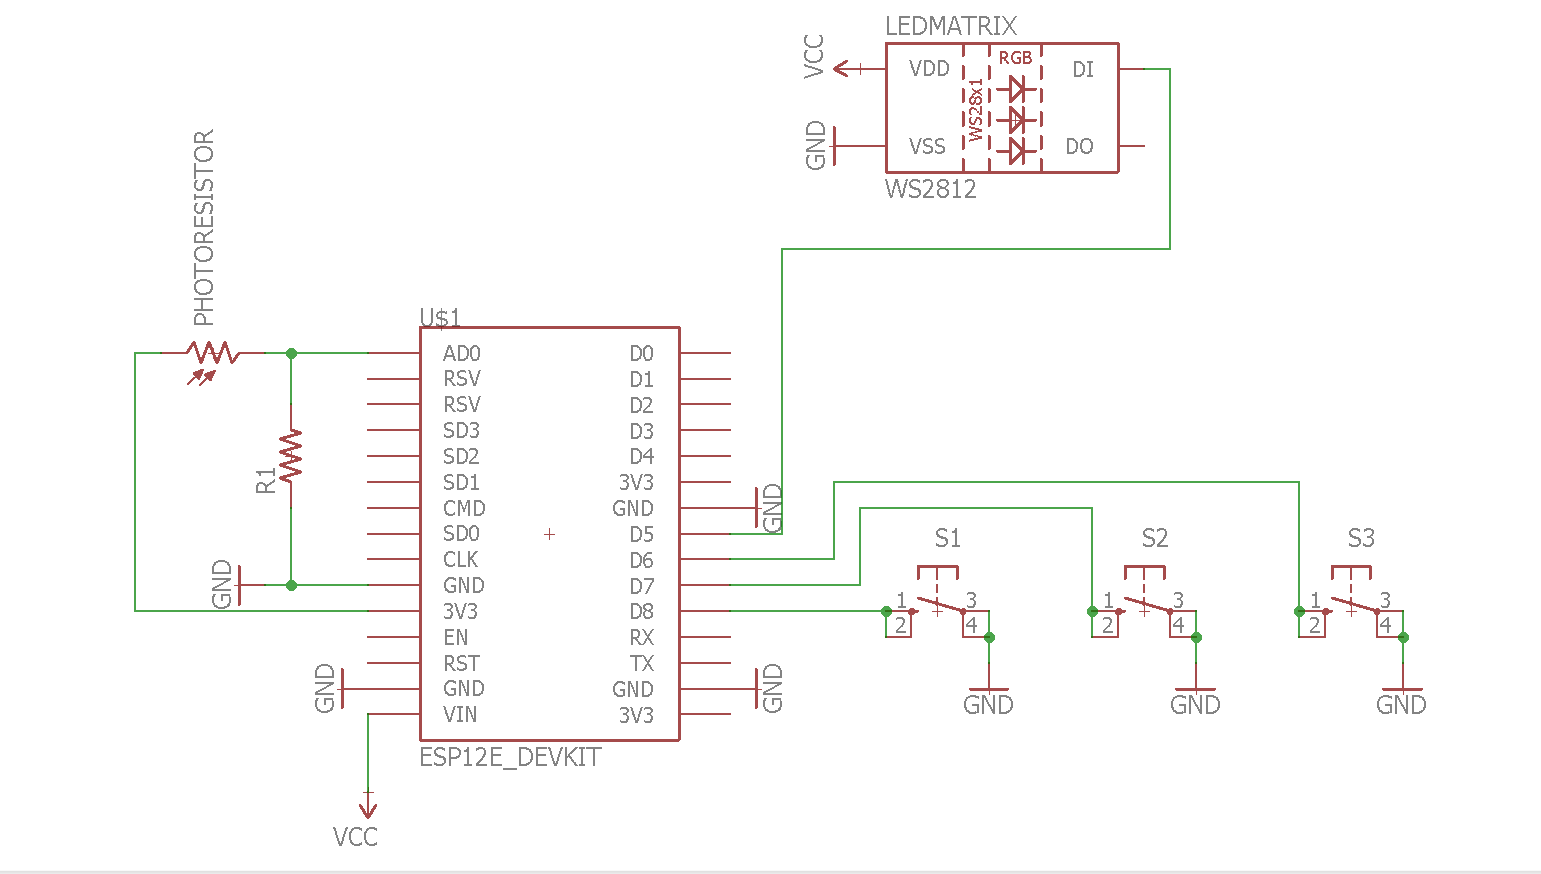 LEDMATRIX
VCC
VDD
RGB
DI
WS28x1
GND
VSS
DO
WS2812
PHOTORESISTOR
U$1
AD0
D0
RSV
D1
RSV
D2
SD3
D3
SD2
D4
SD1
3V3
CMD
GND
GND
SD0
D5
CLK
D6
GND
GND
D7
3V3
D8
EN
RX
RST
TX
GND
GND
GND
GND
VIN
3V3
R1
ESP12E_DEVKIT
VCC
S1
1
3
2
4
GND
S2
1
3
2
4
GND
S3
1
3
2
4
GND